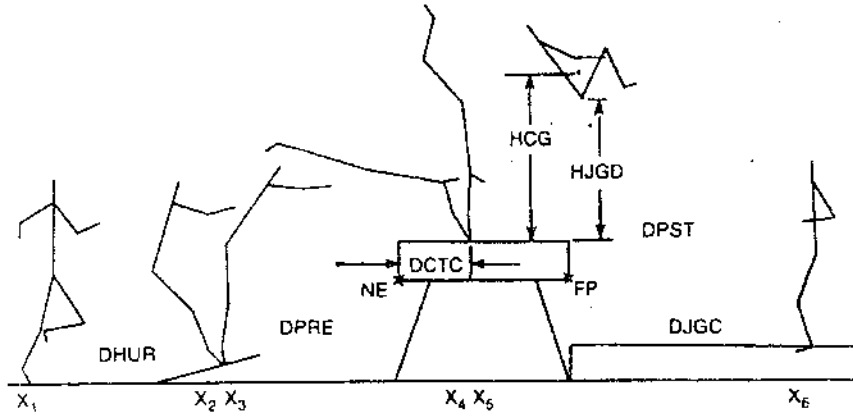 HCG
HJGD
DPST
DCTC
NE
FP
DHUR
DPRE
DJGC
X1 X2 X3 X4 X5 X6